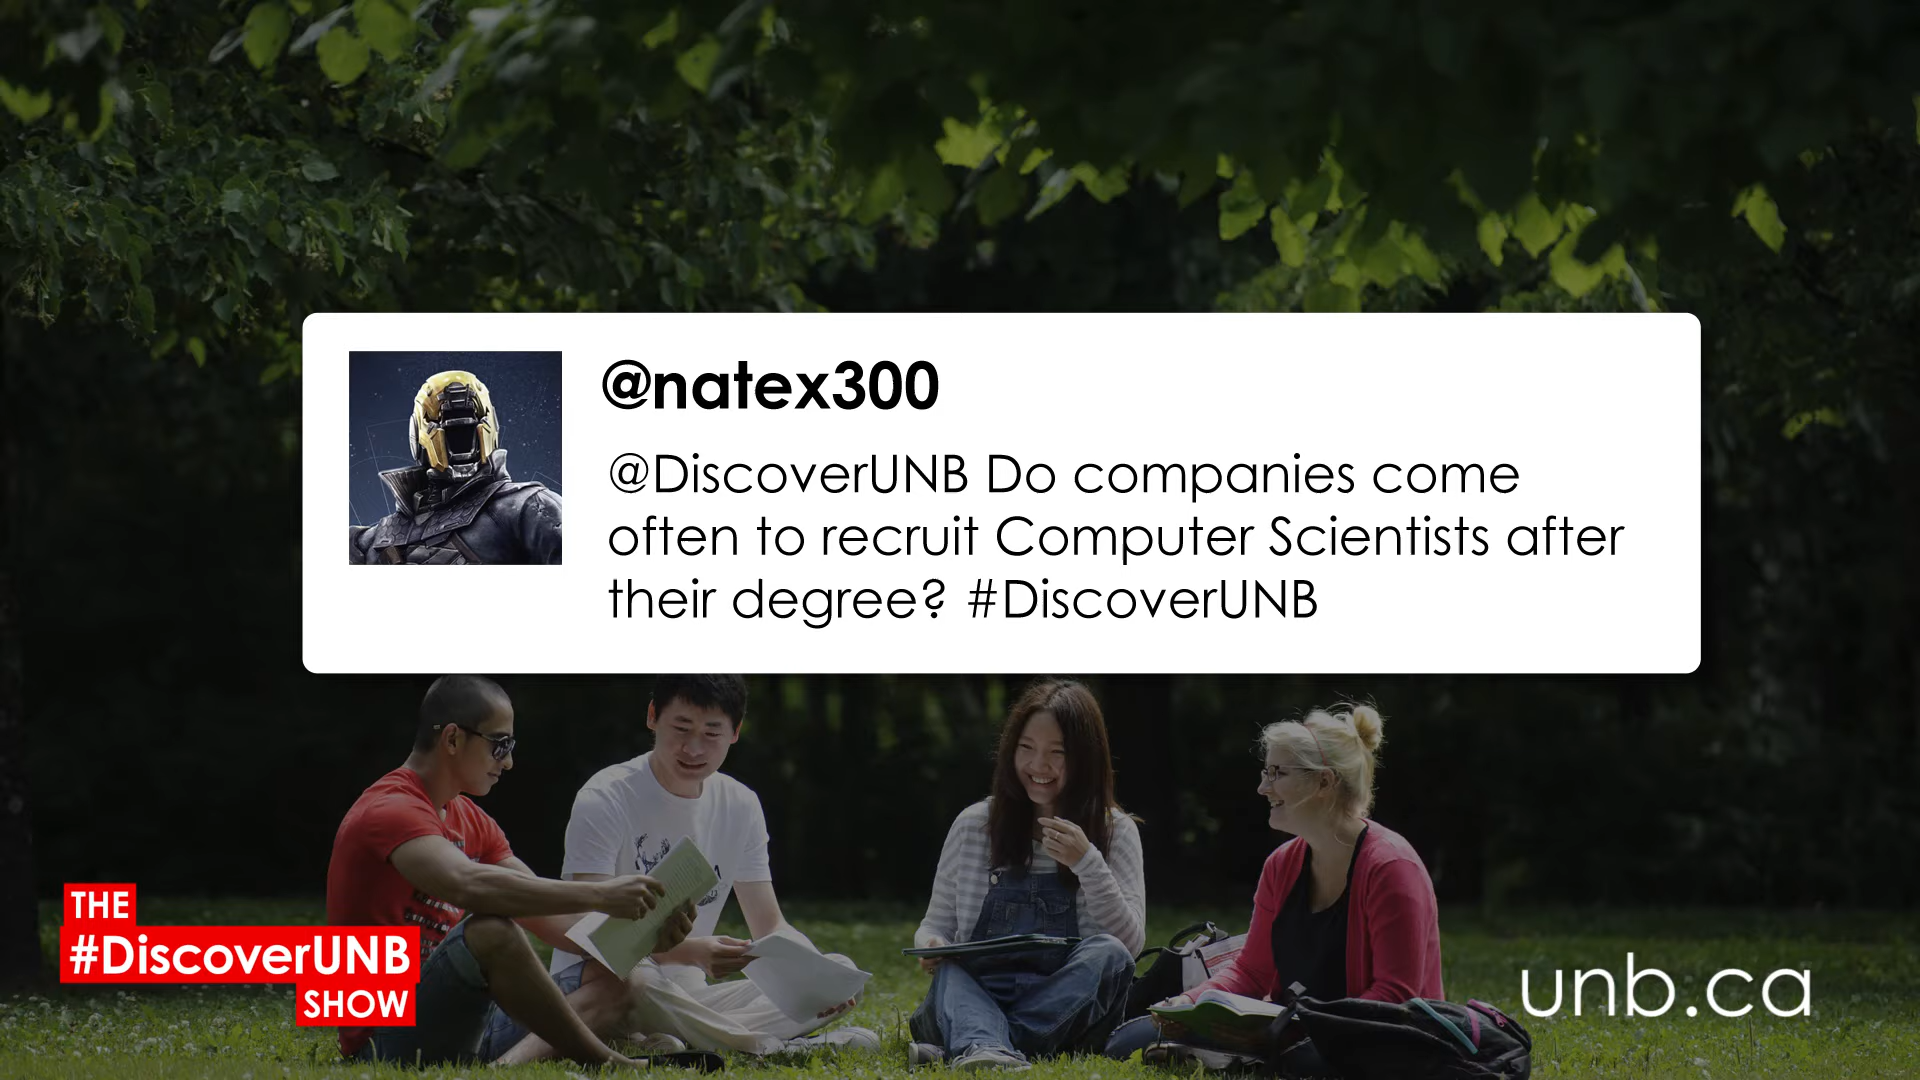 @natex300
@DiscoverUNB Do companies come
often to recruit Computer Scientists after
their degree? #DiscoverUNB
THE
#DiscoverUNB
SHOW
unb.ca